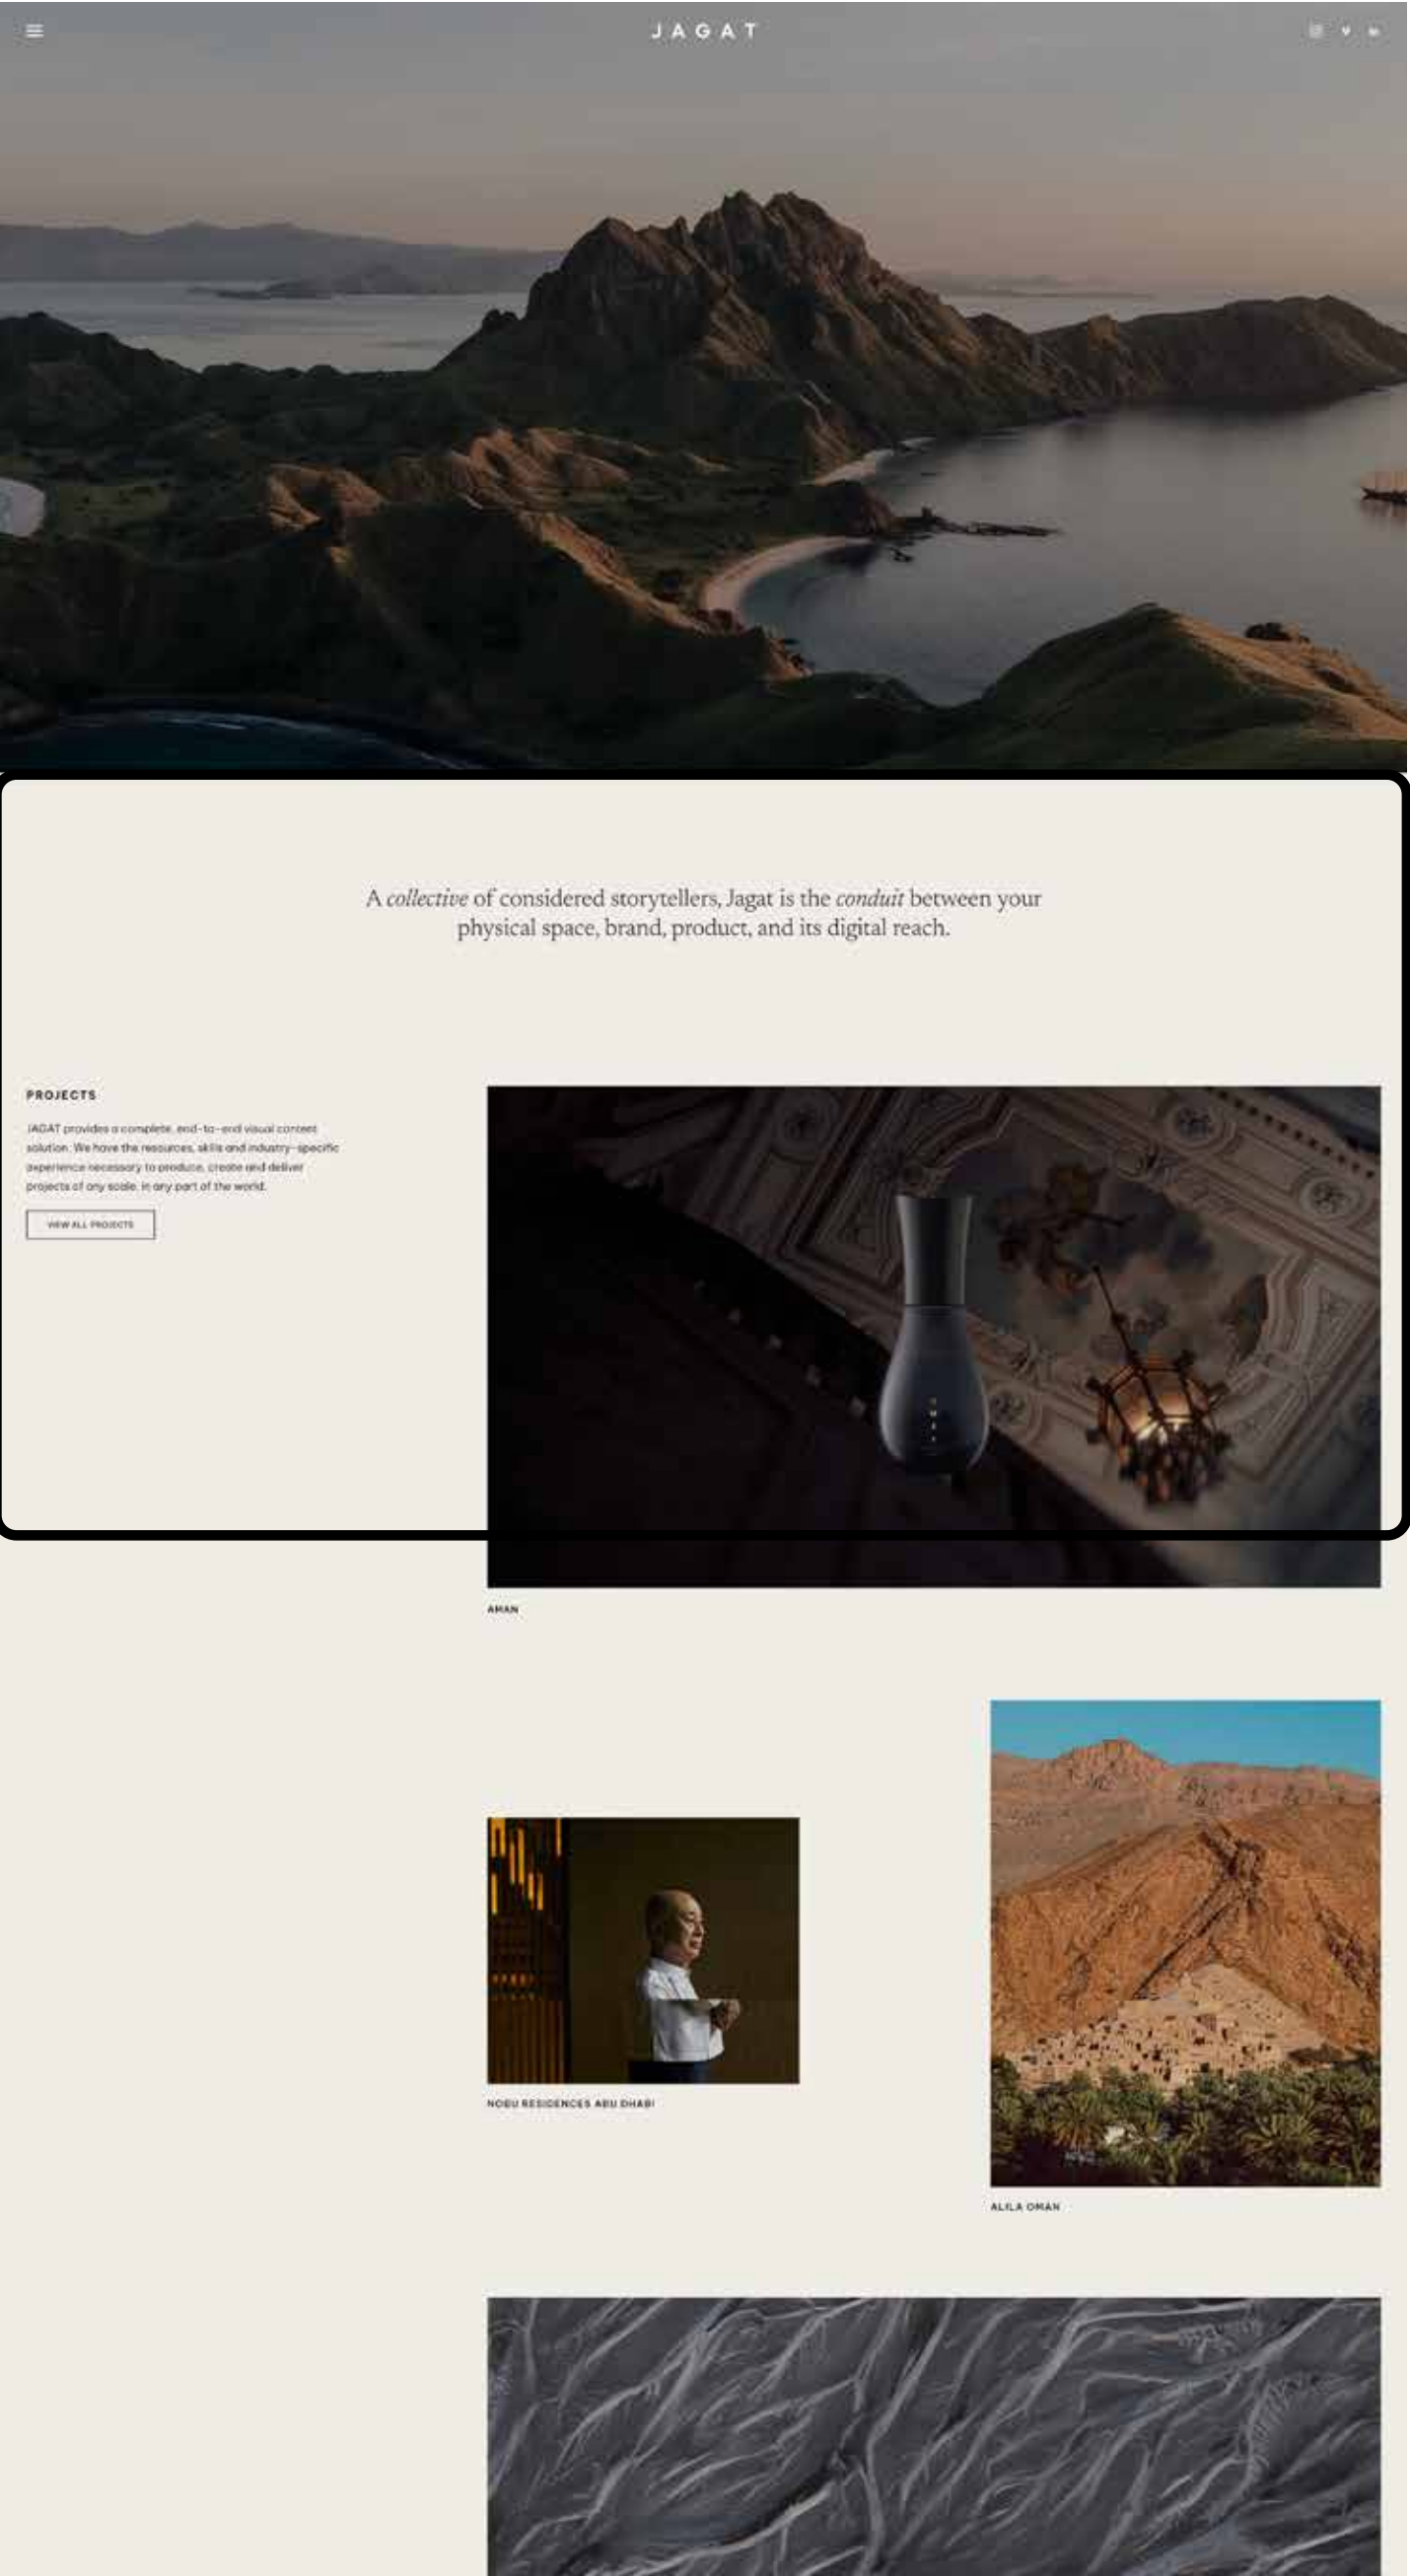 JAGAT
A collective of considered storytellers, Jagat is the conduit between your
physical space, brand, product, and its digital reach.
PROJECTS
JAGAT provides a complete, end-to-end visual content
solution. We have the resources, skills and industry-specific
experience necessary to produce, create and deliver
projects of any scale, in any part of the world.
VIEW ALL PROJECTS
AMAN
NOBU RESIDENCES ABU DHABI
ALILA OMAN